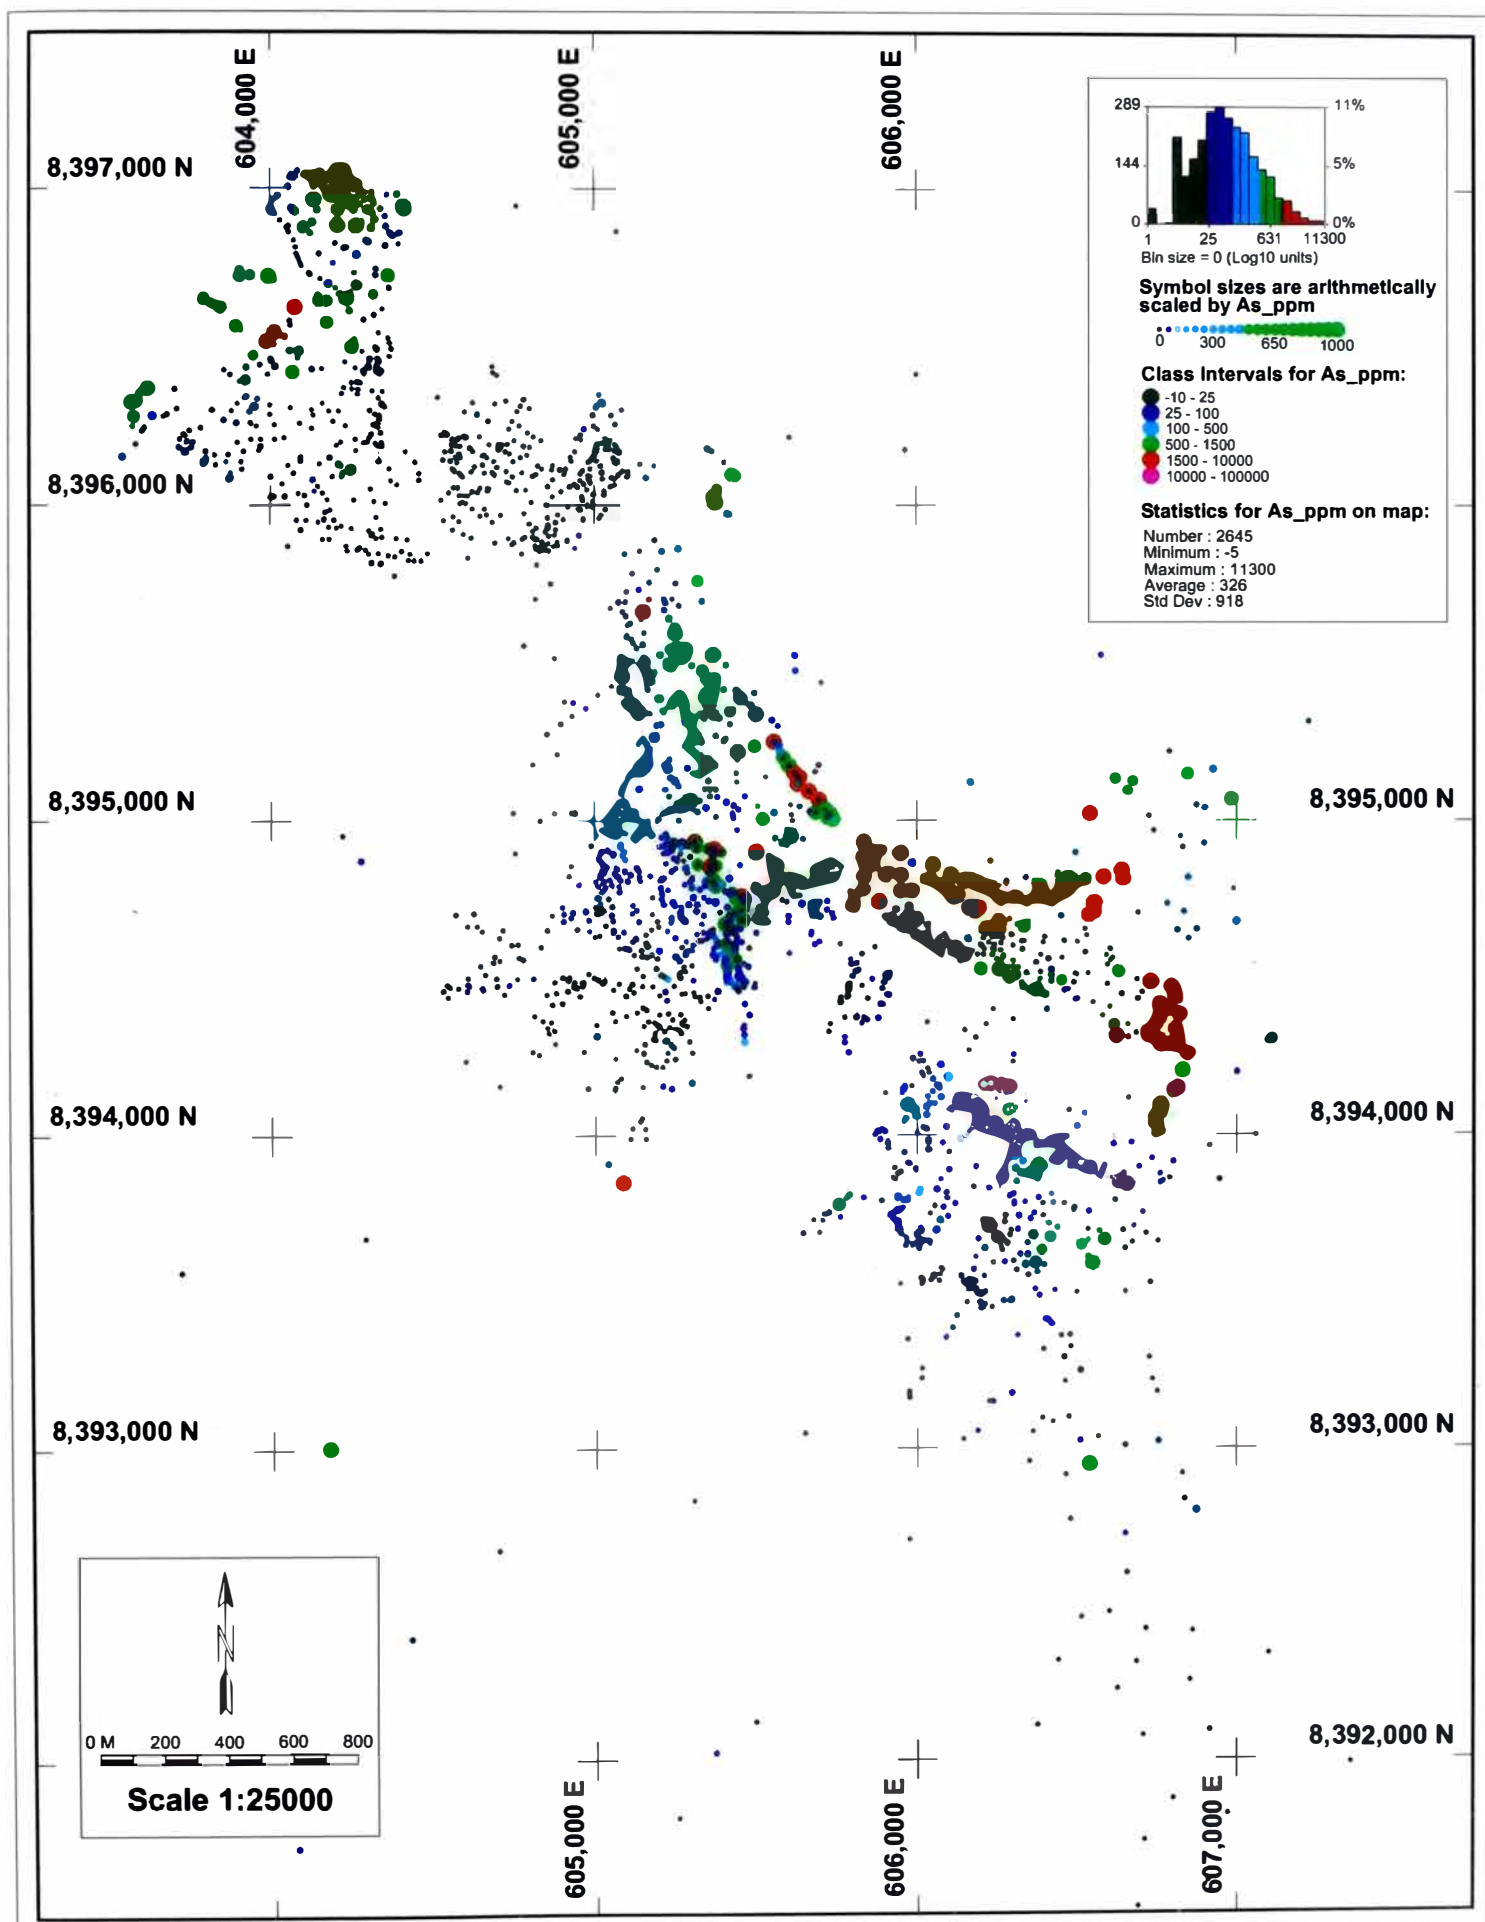 604,000 E
605,000 E
606,000 E
8,397,000 N
8,396,000 N
8,395,000 N
8,394,000 N
8,393,000 N
289
144
0
11%
5%
0%
1
25
631
11300
Bin size = 0 (Log10 units)
Symbol sizes are arithmetically
scaled by As_ppm
0
300
650
1000
Class Intervals for As_ppm:
-10 - 25
25 - 100
100 - 500
500 - 1500
1500 - 10000
10000 - 100000
Statistics for As_ppm on map:
Number : 2645
Minimum : -5
Maximum : 11300
Average : 326
Std Dev : 918
8,395,000 N
8,394,000 N
8,393,000 N
8,392,000 N
N
0 M 200 400 600 800
Scale 1:25000
605,000 E
606,000 E
607,000 E